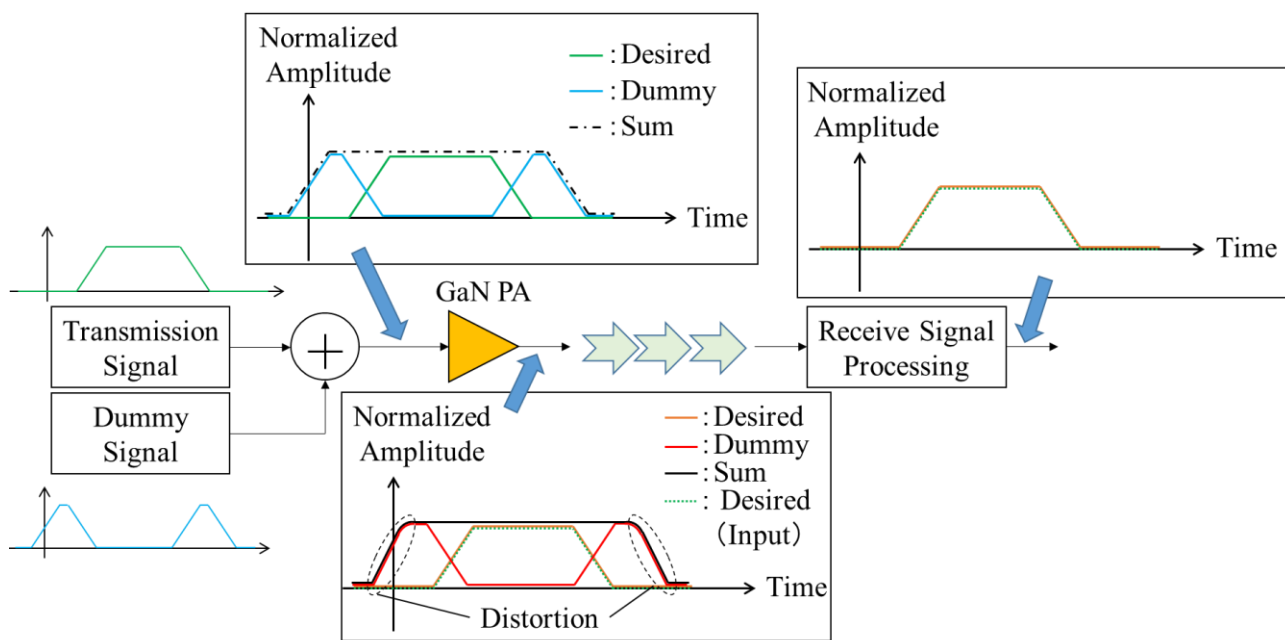 Normalized
Amplitude
: Desired
: Dummy
: Sum
Time
Normalized
Amplitude
Time
Transmission
Signal
+
GaN PA
Receive Signal
Processing
Dummy
Signal
Normalized
Amplitude
: Desired
: Dummy
: Sum
: Desired
（Input）
Time
Distortion